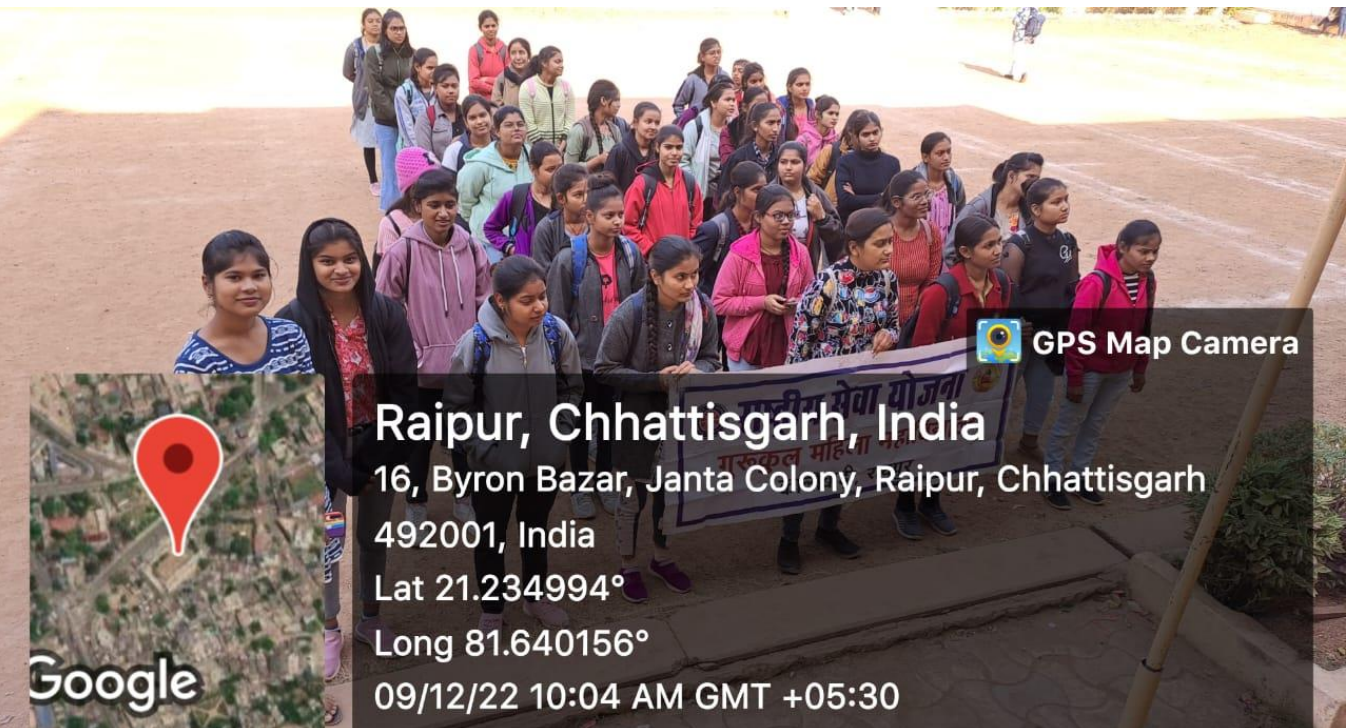 राष्ट्रीय सेवा योजना
गुरूकुल महिला
GPS Map Camera
Raipur, Chhattisgarh, India
16, Byron Bazar, Janta Colony, Raipur, Chhattisgarh
492001, India
Lat 21.234994°
Long 81.640156°
09/12/22 10:04 AM GMT +05:30
Google